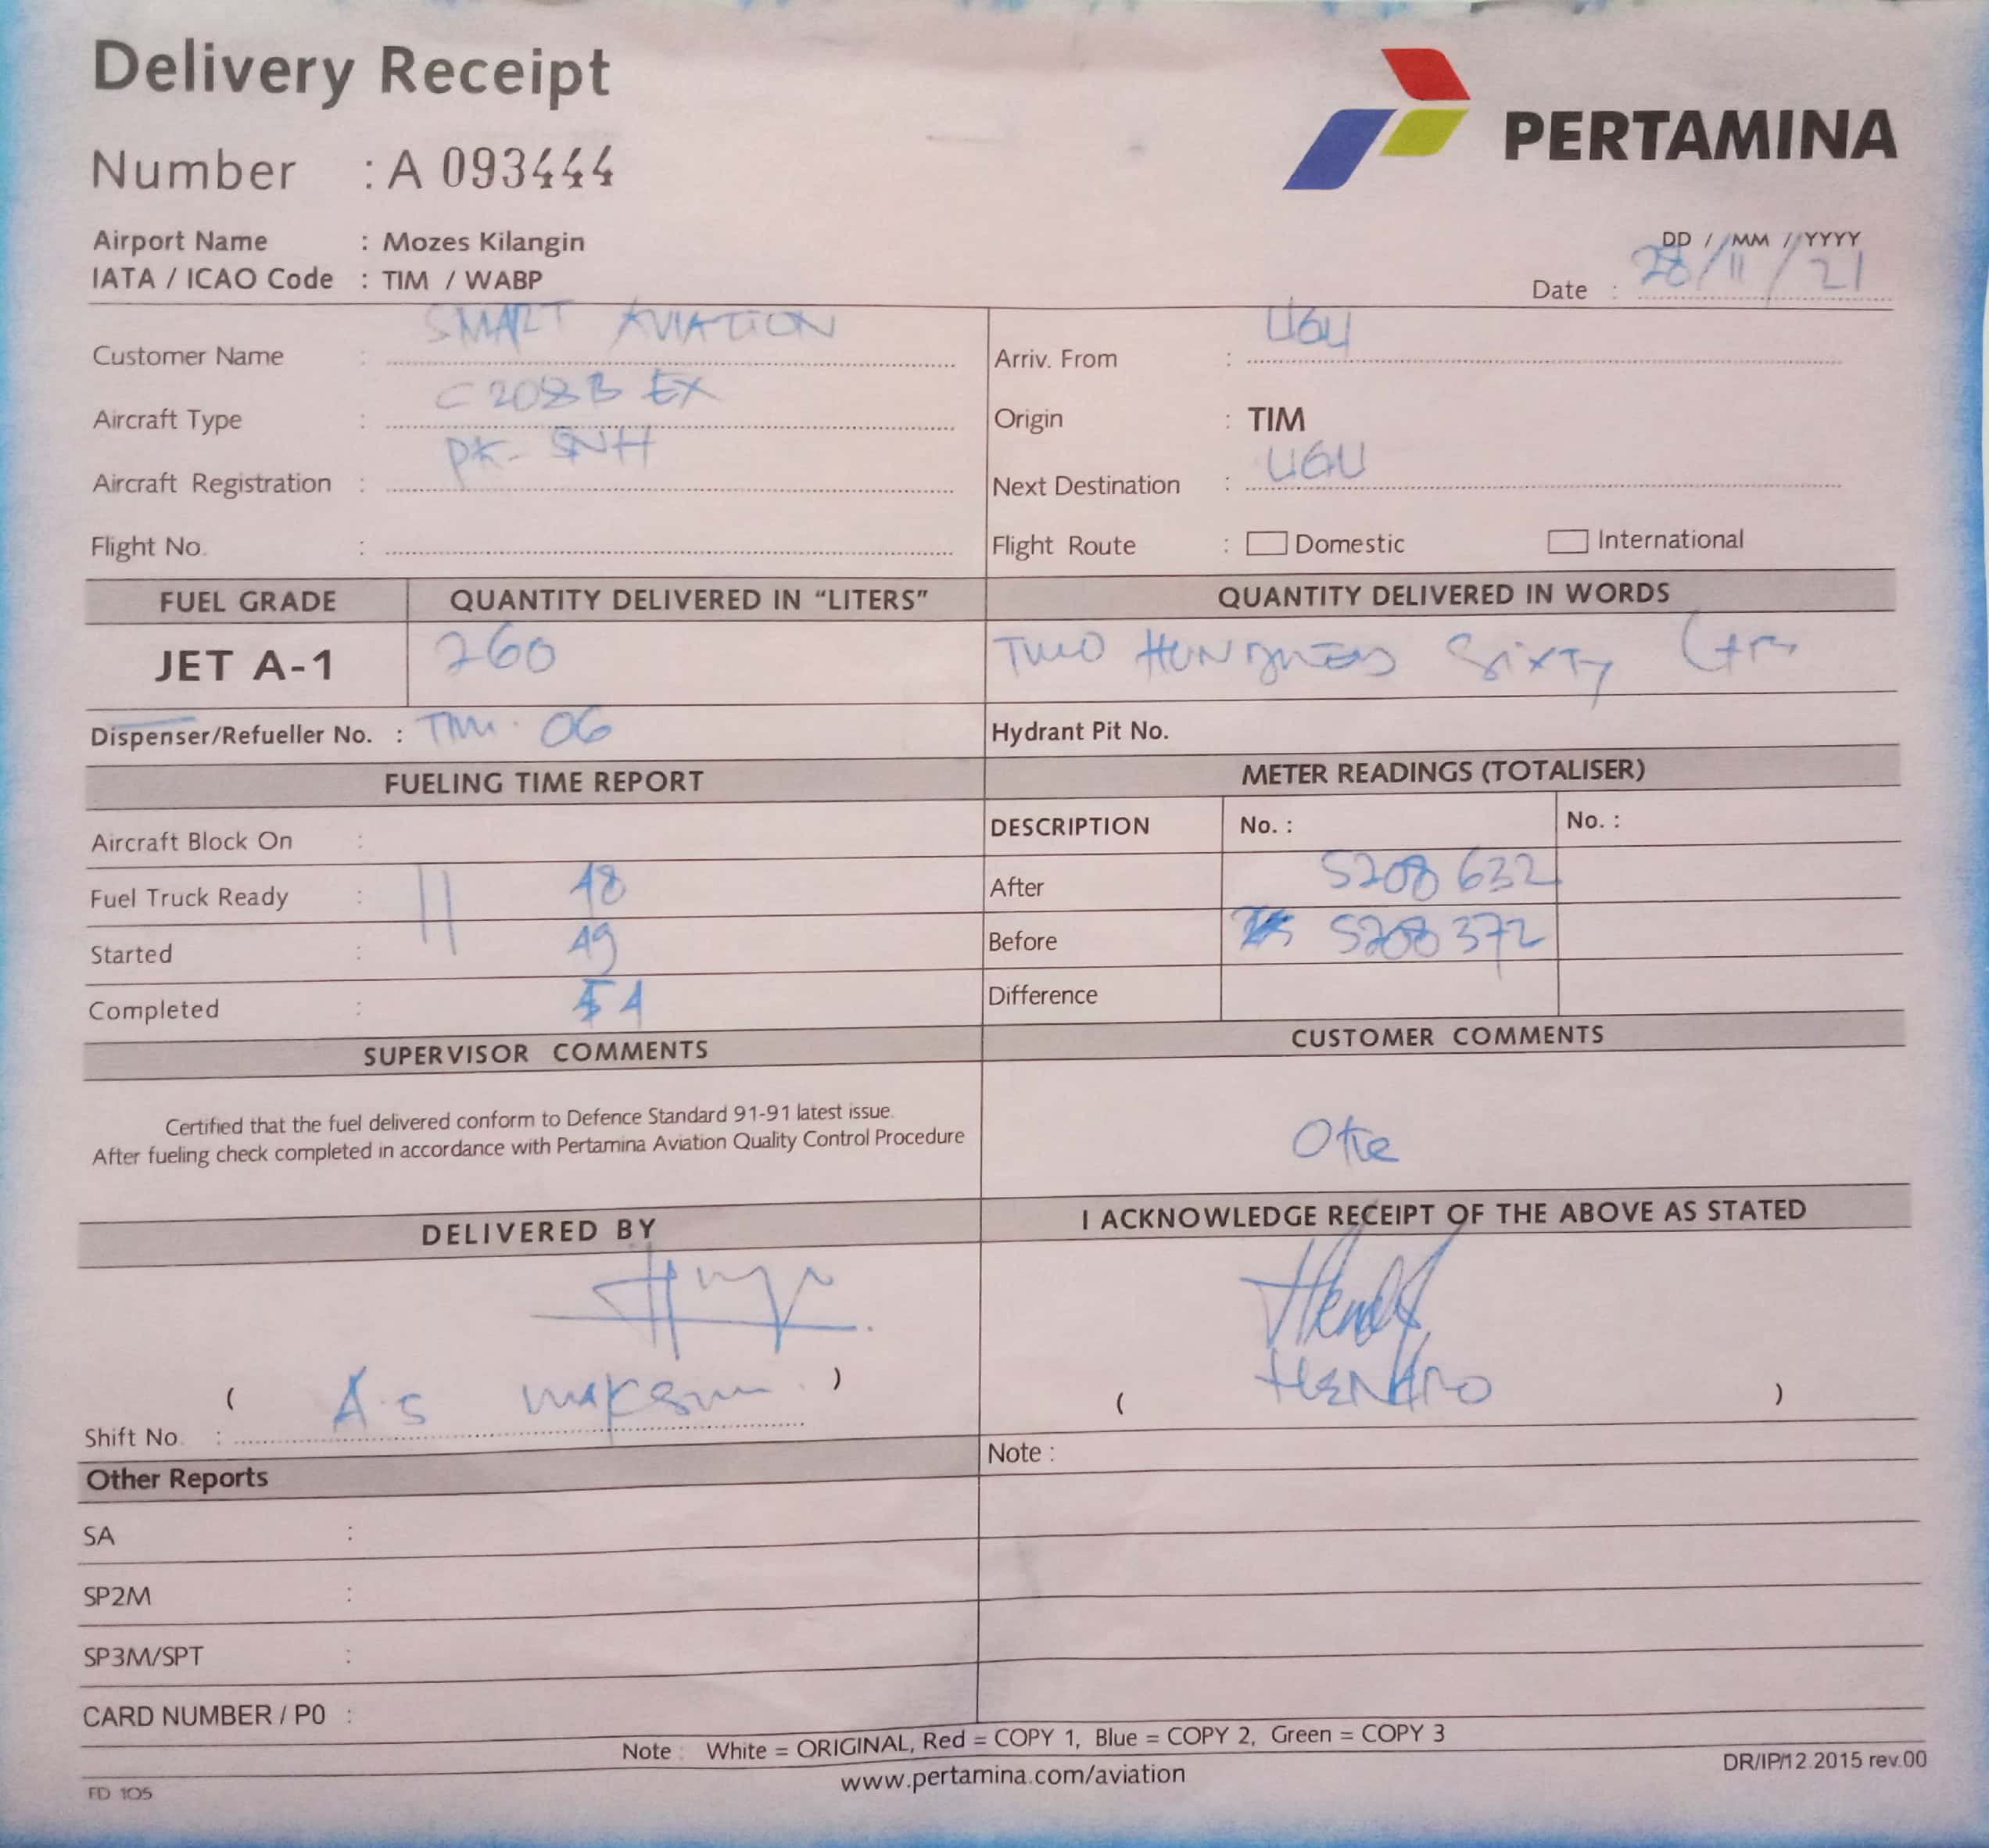 Delivery Receipt
PERTAMINA
Number : A 093444
Airport Name : Mozes Kilangin
IATA / ICAO Code : TIM / WABP
DD / MM / YYYY
Date : 28/11/21
Customer Name : SMART AVIATION
Arriv. From : UGU
Aircraft Type : C208B EX
Origin : TIM
Aircraft Registration : PK-SNH
Next Destination : UGU
Flight No. :
Flight Route : Domestic International
FUEL GRADE QUANTITY DELIVERED IN “LITERS” QUANTITY DELIVERED IN WORDS
JET A-1 260 TWO HUNDRED SIXTY
Dispenser/Refueller No. : TIM. 06 Hydrant Pit No.
FUELING TIME REPORT METER READINGS (TOTALISER)
Aircraft Block On : DESCRIPTION No. : No. :
Fuel Truck Ready : 11 48 After 5208 632
Started : 49 Before 5208 372
Completed : 51 Difference
SUPERVISOR COMMENTS CUSTOMER COMMENTS
Certified that the fuel delivered conform to Defence Standard 91-91 latest issue.
After fueling check completed in accordance with Pertamina Aviation Quality Control Procedure
Oke
DELIVERED BY I ACKNOWLEDGE RECEIPT OF THE ABOVE AS STATED
( A.S )
( HENDRO )
Shift No. :
Note :
Other Reports
SA :
SP2M :
SP3M/SPT :
CARD NUMBER / P0 :
Note : White = ORIGINAL, Red = COPY 1, Blue = COPY 2, Green = COPY 3
www.pertamina.com/aviation
DR/IP/12.2015 rev.00
FD 105